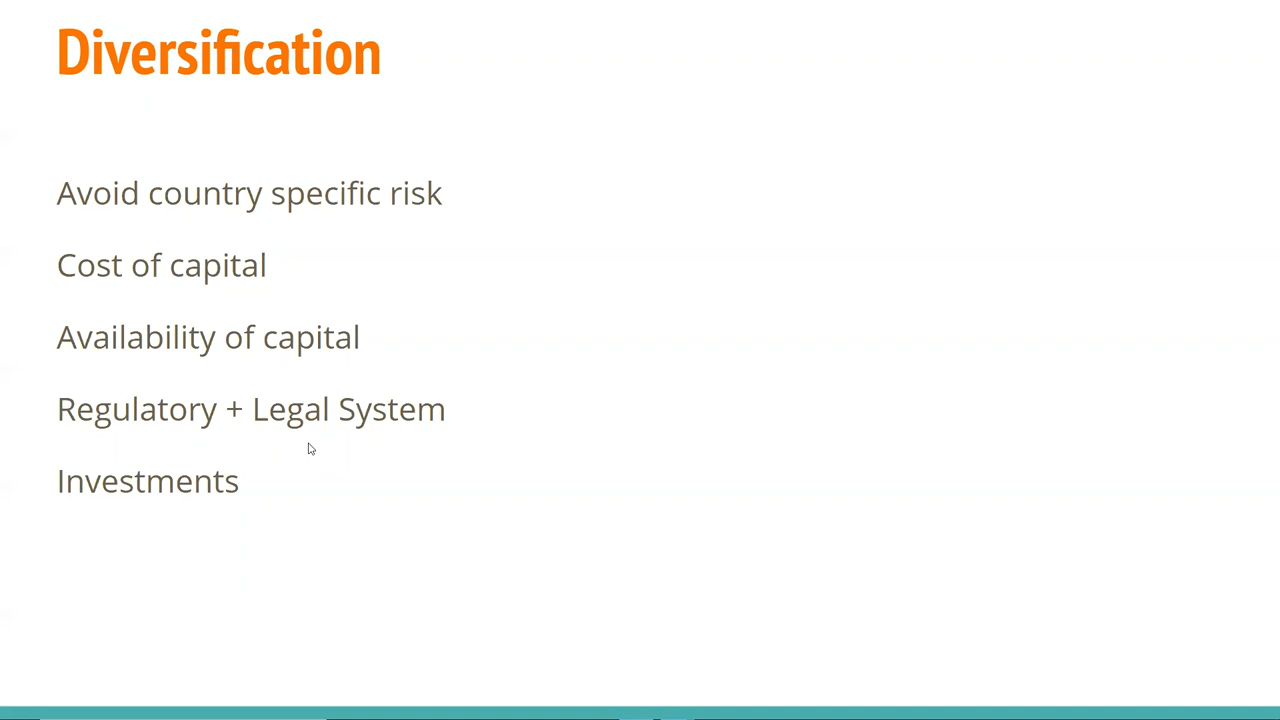 Diversification
Avoid country specific risk
Cost of capital
Availability of capital
Regulatory + Legal System
Investments